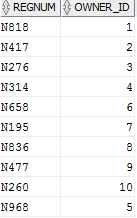 REGNUM OWNER_ID
N818 1
N417 2
N276 3
N314 4
N658 6
N195 7
N836 8
N477 9
N260 10
N968 5